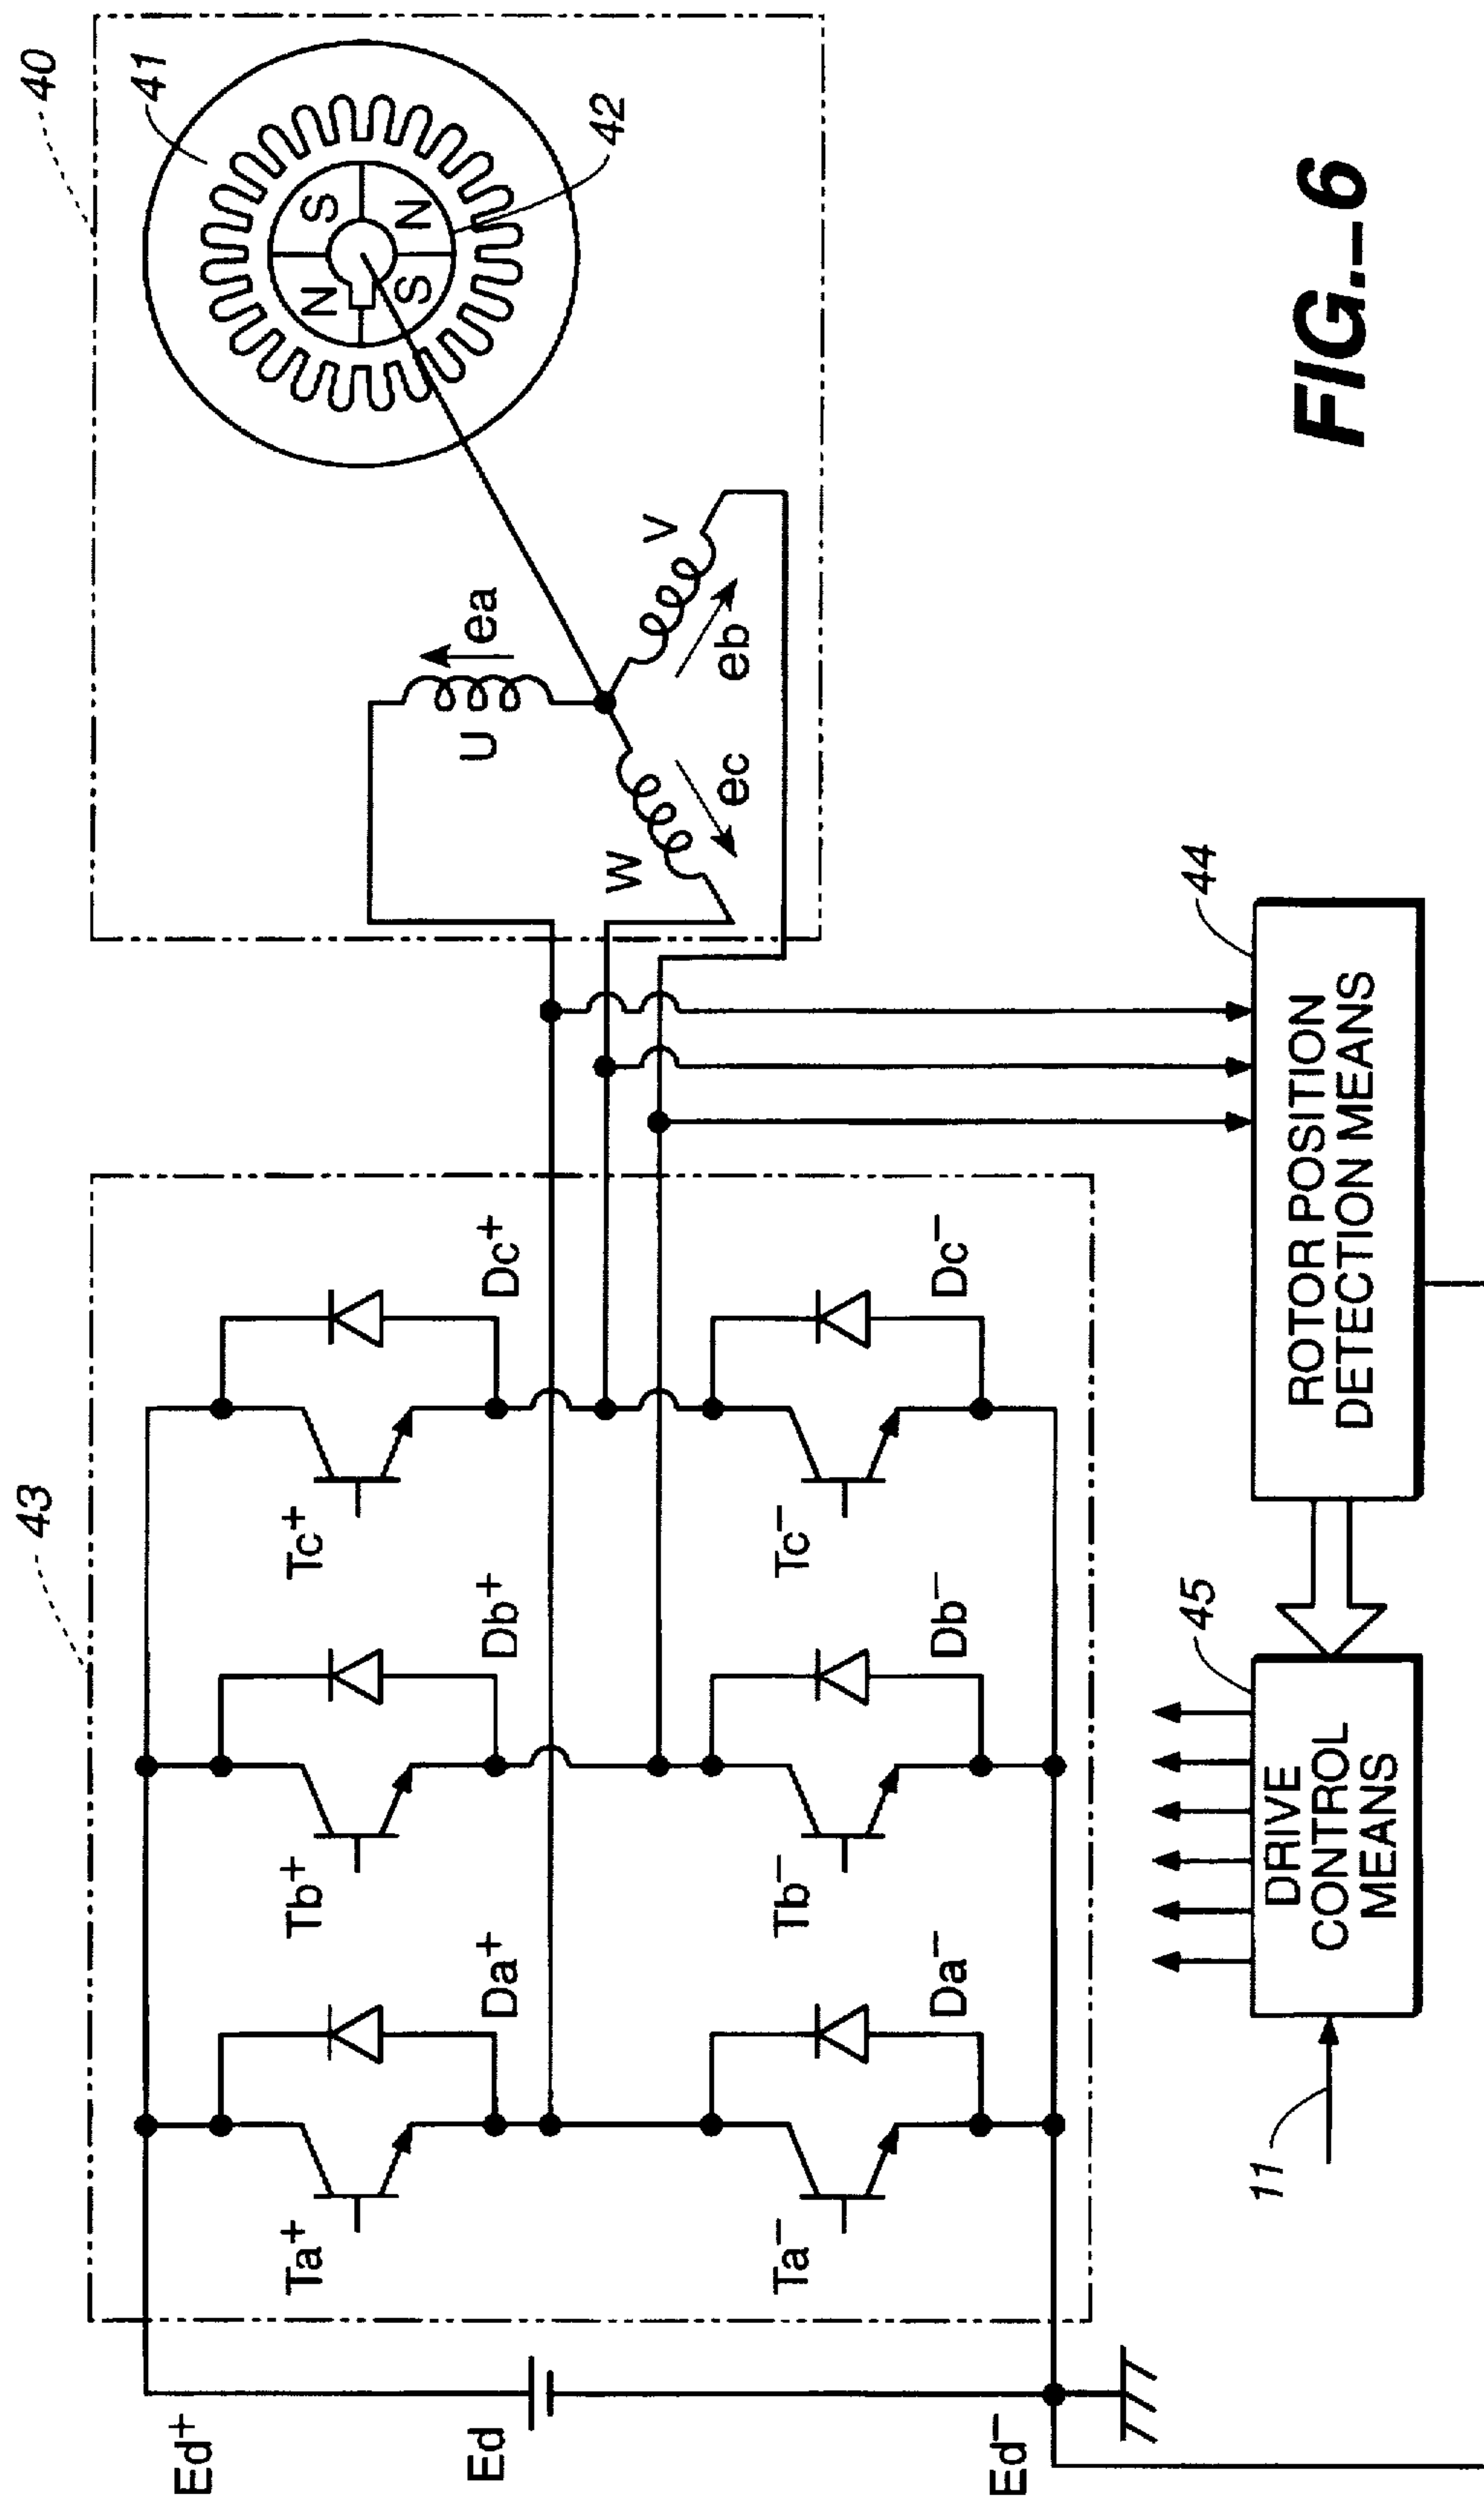 40
41
42
S
N
N
S
ea
U
V
eb
W
ec
43
Ed+
Ta+
Da+
Tb+
Db+
Tc+
Dc+
Ed
Ta-
Da-
Tb-
Db-
Tc-
Dc-
Ed-
11
45
DRIVE
CONTROL
MEANS
44
ROTOR POSITION
DETECTION MEANS
FIG.-6